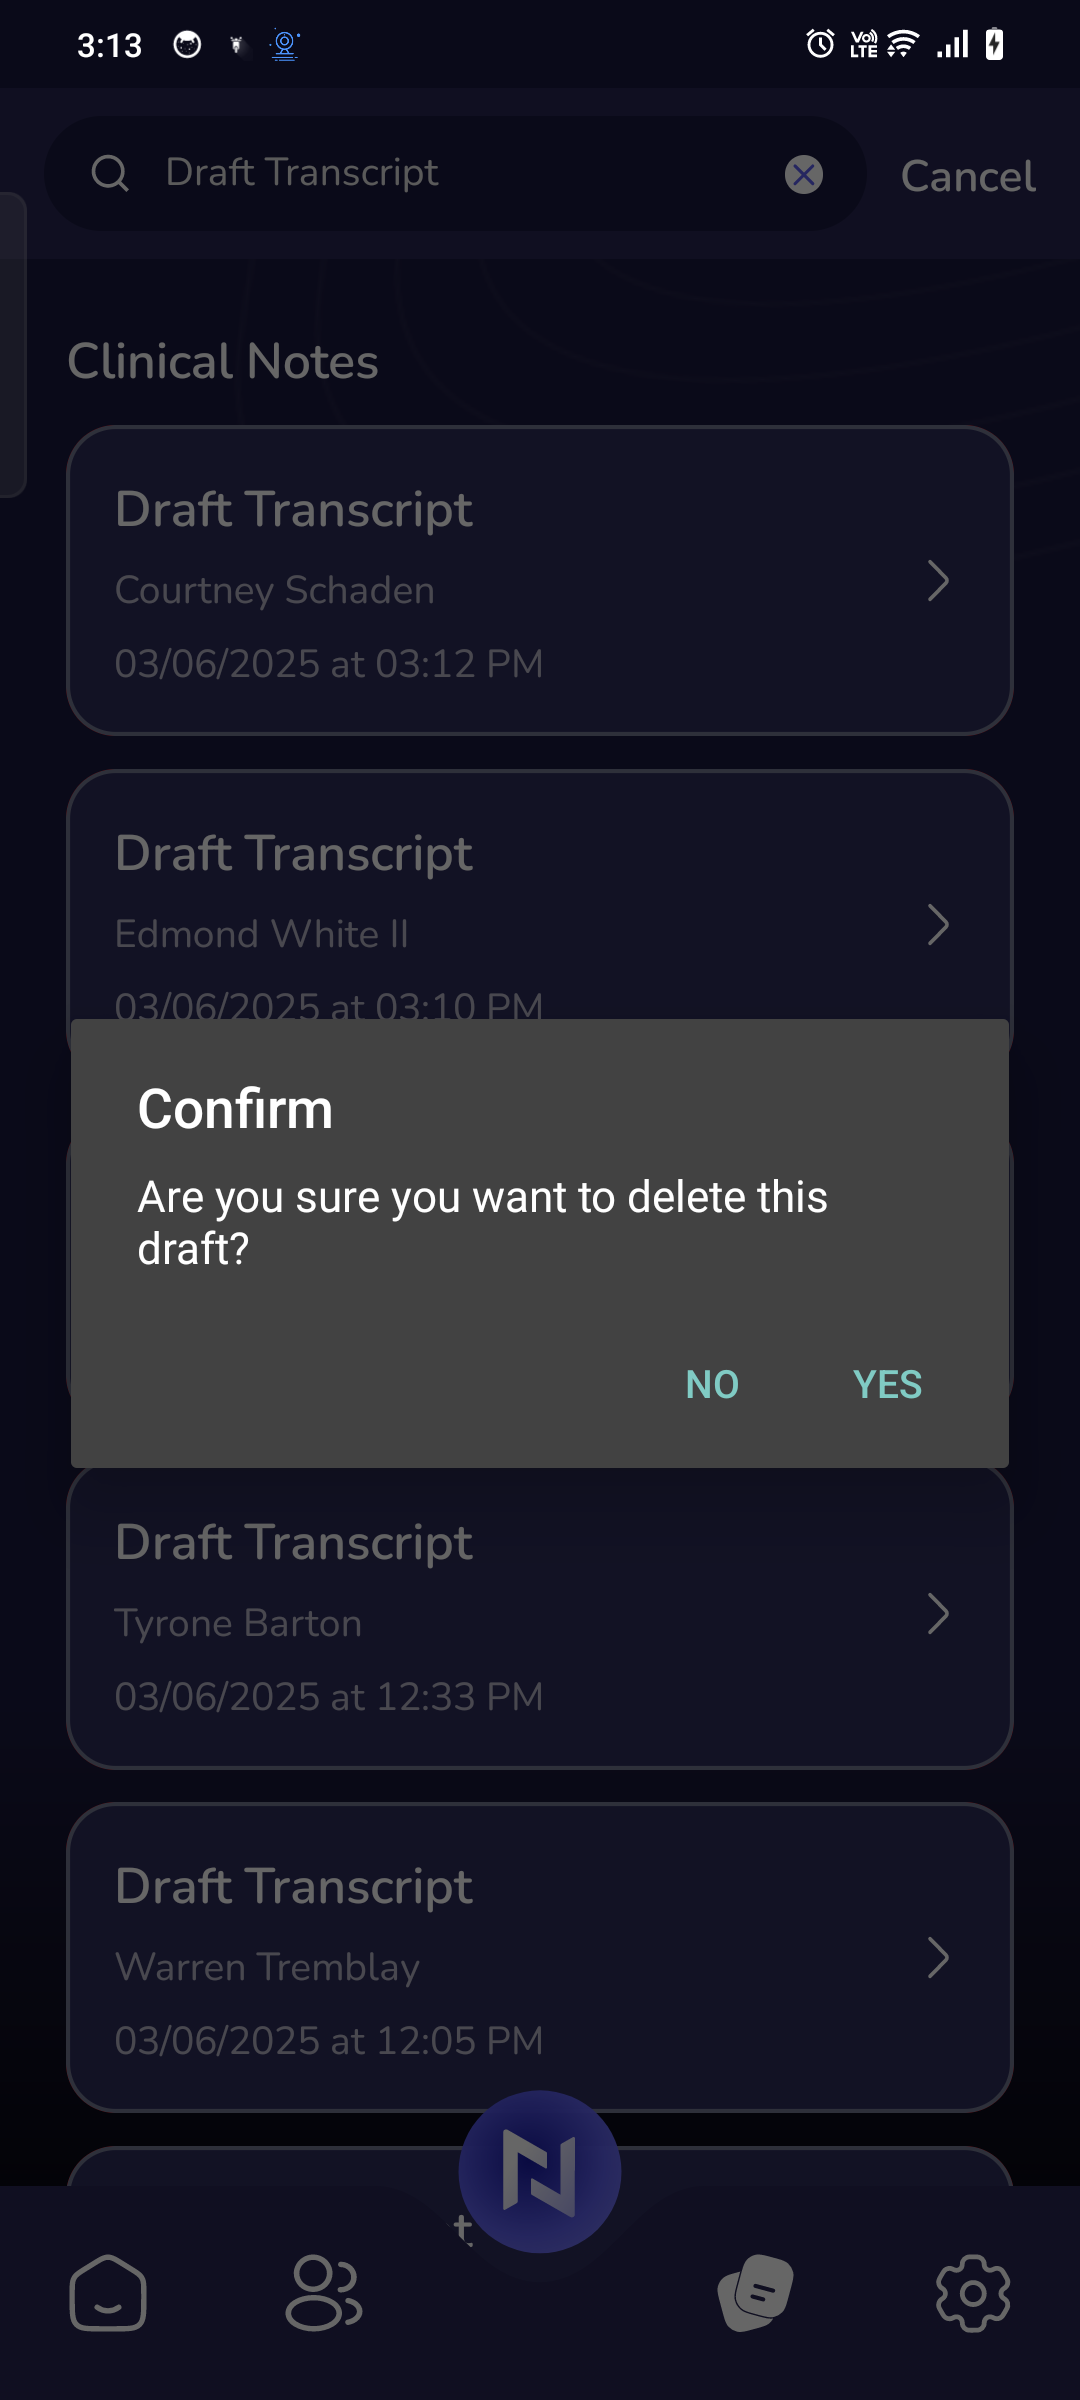 3:13
VoLTE
Draft Transcript
Cancel
Clinical Notes
Draft Transcript
Courtney Schaden
03/06/2025 at 03:12 PM
Draft Transcript
Edmond White II
03/06/2025 at 03:10 PM
Confirm
Are you sure you want to delete this
draft?
NO YES
Draft Transcript
Tyrone Barton
03/06/2025 at 12:33 PM
Draft Transcript
Warren Tremblay
03/06/2025 at 12:05 PM
t